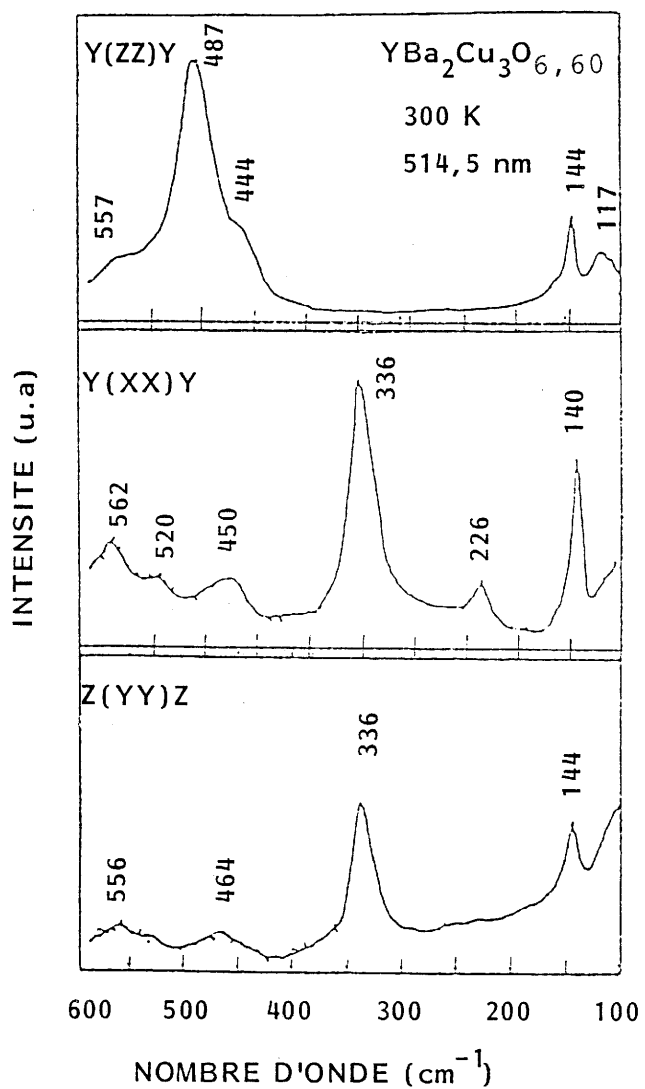 Y(ZZ)Y
YBa₂Cu₃O₆,₆₀
300 K
514,5 nm
557
487
444
144
117
Y(XX)Y
562
520
450
336
226
140
Z(YY)Z
556
464
336
144
INTENSITE (u.a)
600 500 400 300 200 100
NOMBRE D'ONDE (cm⁻¹)